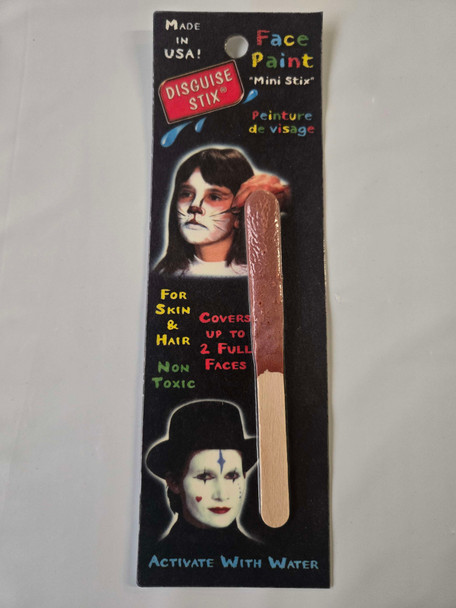 MADE
IN
USA!
Face
Paint
"Mini Stix"
DISGUISE
STIX®
Peinture
de visage
FOR
SKIN
&
HAIR
COVERS
UP TO
2 FULL
FACES
NON
TOXIC
ACTIVATE WITH WATER